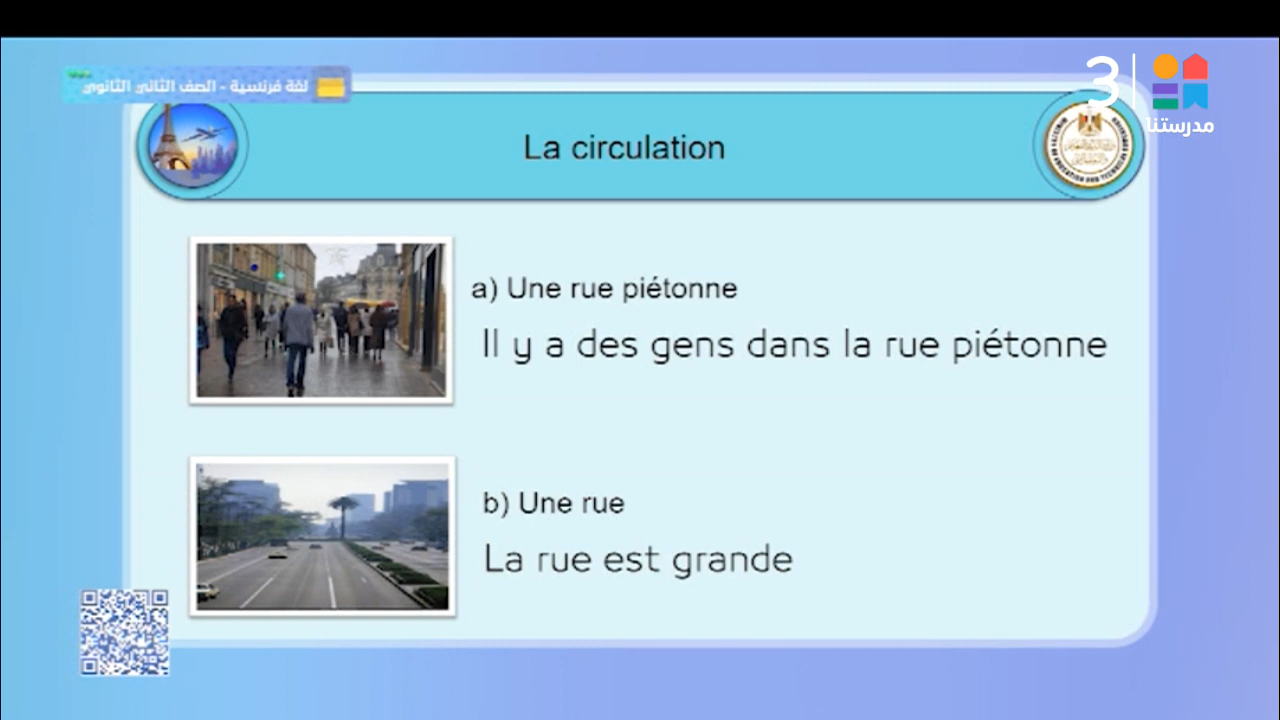 لغة فرنسية - الصف الثاني الثانوي
3
مدرستنا
La circulation
a) Une rue piétonne
Il y a des gens dans la rue piétonne
b) Une rue
La rue est grande